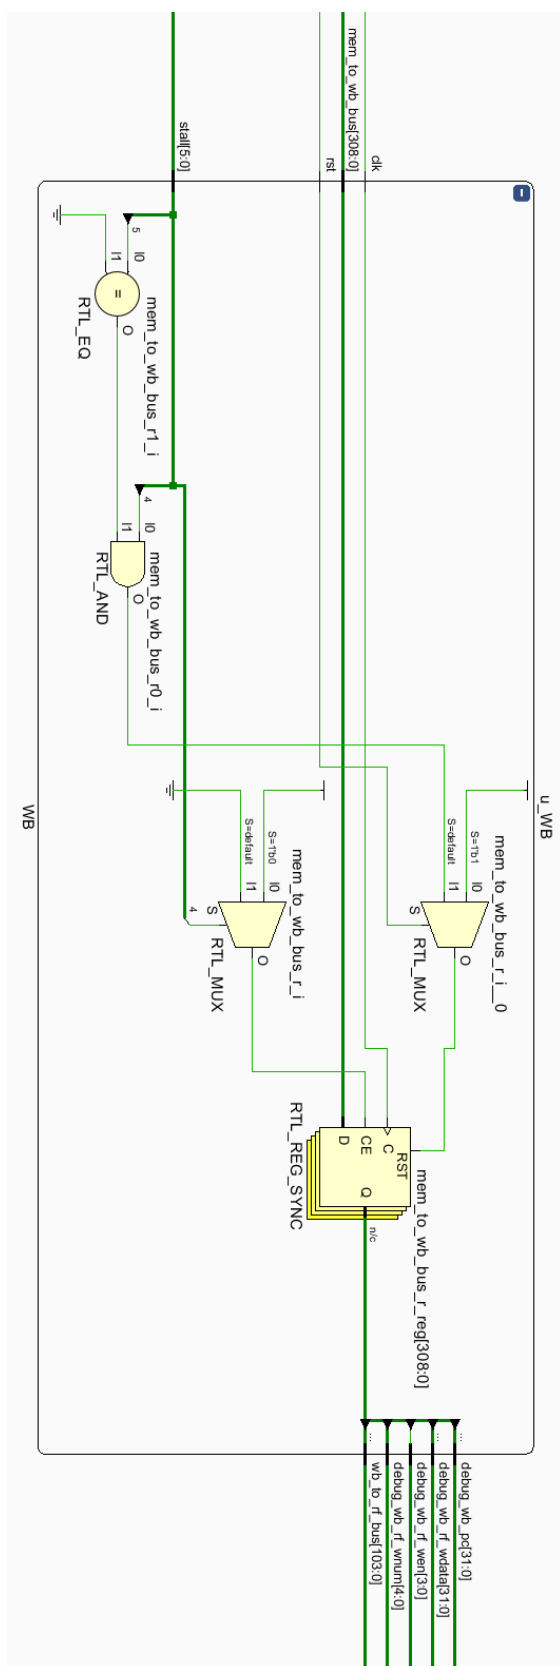 stall[5:0]
rst
mem_to_wb_bus[308:0]
clk
5
I1
I0
=
O
mem_to_wb_bus_r1_i
RTL_EQ
4
I1
I0
O
mem_to_wb_bus_r0_i
RTL_AND
S=default
S=1'b0
I1
I0
S
4
O
mem_to_wb_bus_r_i
RTL_MUX
S=default
S=1'b1
I1
I0
S
O
mem_to_wb_bus_r_i__0
RTL_MUX
D
CE
C
RST
Q
n/c
RTL_REG_SYNC
mem_to_wb_bus_r_reg[308:0]
u_WB
WB
...
...
...
wb_to_rf_bus[103:0]
debug_wb_rf_wnum[4:0]
debug_wb_rf_wen[3:0]
debug_wb_rf_wdata[31:0]
debug_wb_pc[31:0]